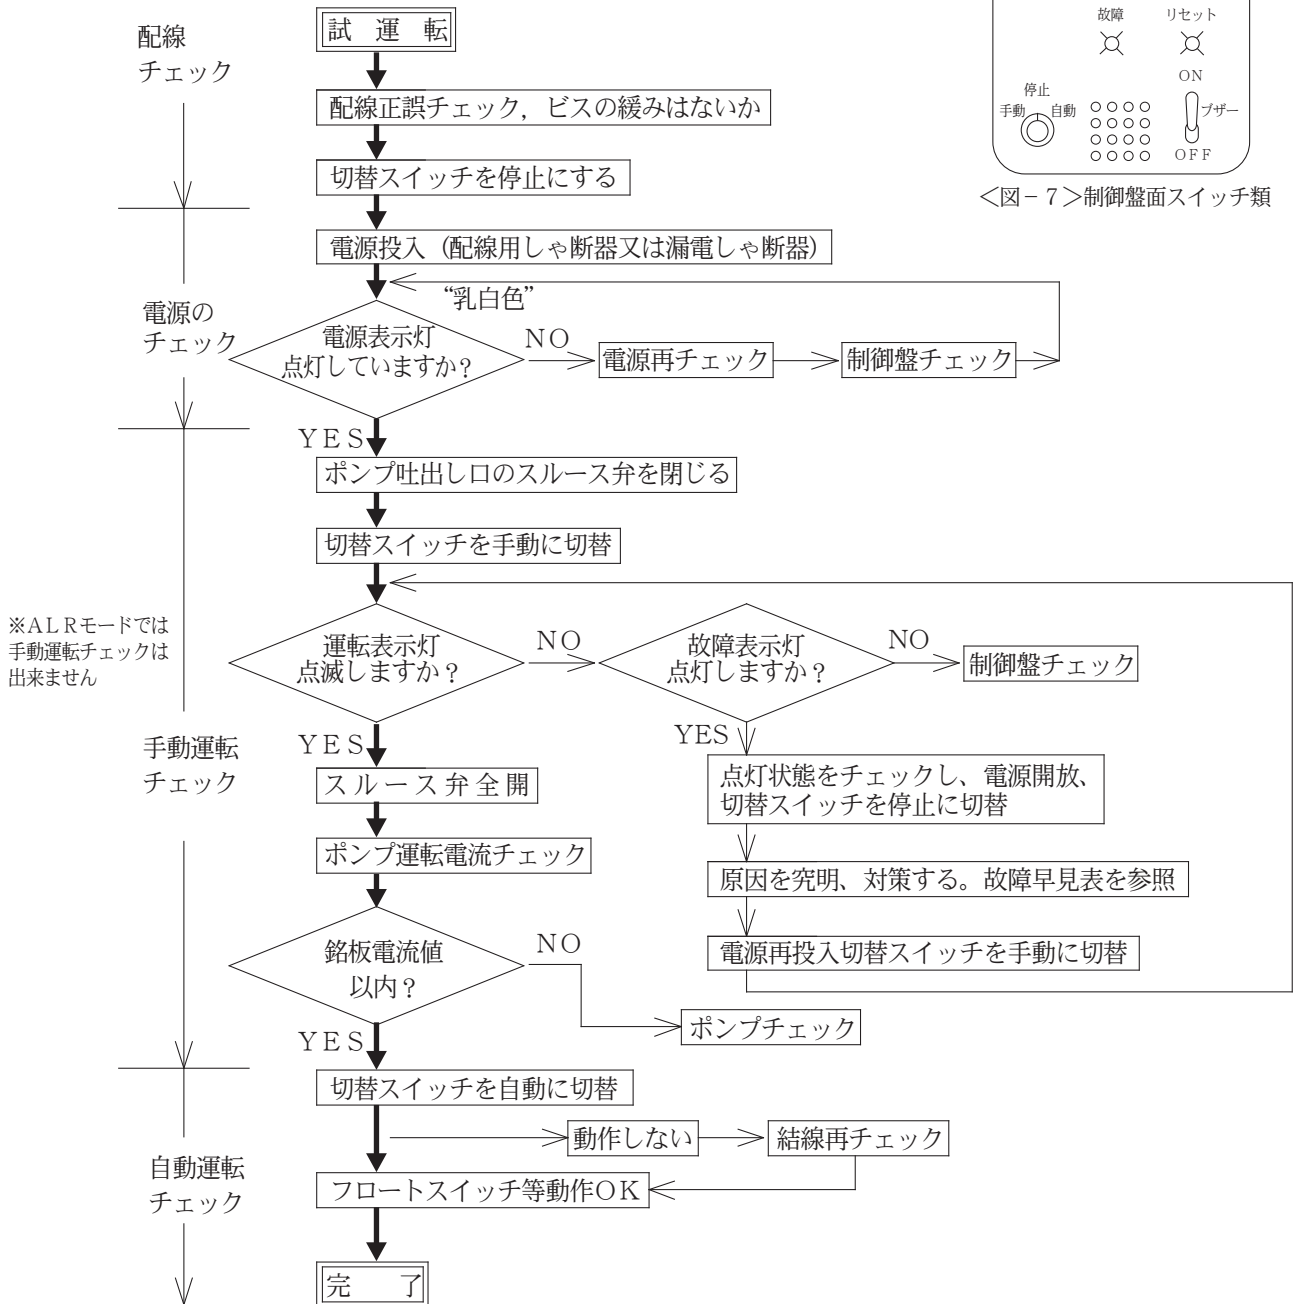 故障 リセット
ON
停止
手動 自動
ブザー
OFF
<図－7>制御盤面スイッチ類
配線
チェック
試 運 転
配線正誤チェック，ビスの緩みはないか
切替スイッチを停止にする
電源の
チェック
電源投入（配線用しゃ断器又は漏電しゃ断器）
“乳白色”
電源表示灯
点灯していますか？
NO
電源再チェック
制御盤チェック
YES
ポンプ吐出し口のスルース弁を閉じる
切替スイッチを手動に切替
※ALRモードでは
手動運転チェックは
出来ません
手動運転
チェック
運転表示灯
点滅しますか？
NO
故障表示灯
点灯しますか？
NO
制御盤チェック
YES
点灯状態をチェックし、電源開放、
切替スイッチを停止に切替
原因を究明、対策する。故障早見表を参照
電源再投入切替スイッチを手動に切替
YES
スルース弁全開
ポンプ運転電流チェック
銘板電流値
以内？
NO
ポンプチェック
YES
自動運転
チェック
切替スイッチを自動に切替
動作しない
結線再チェック
フロートスイッチ等動作OK
完 了